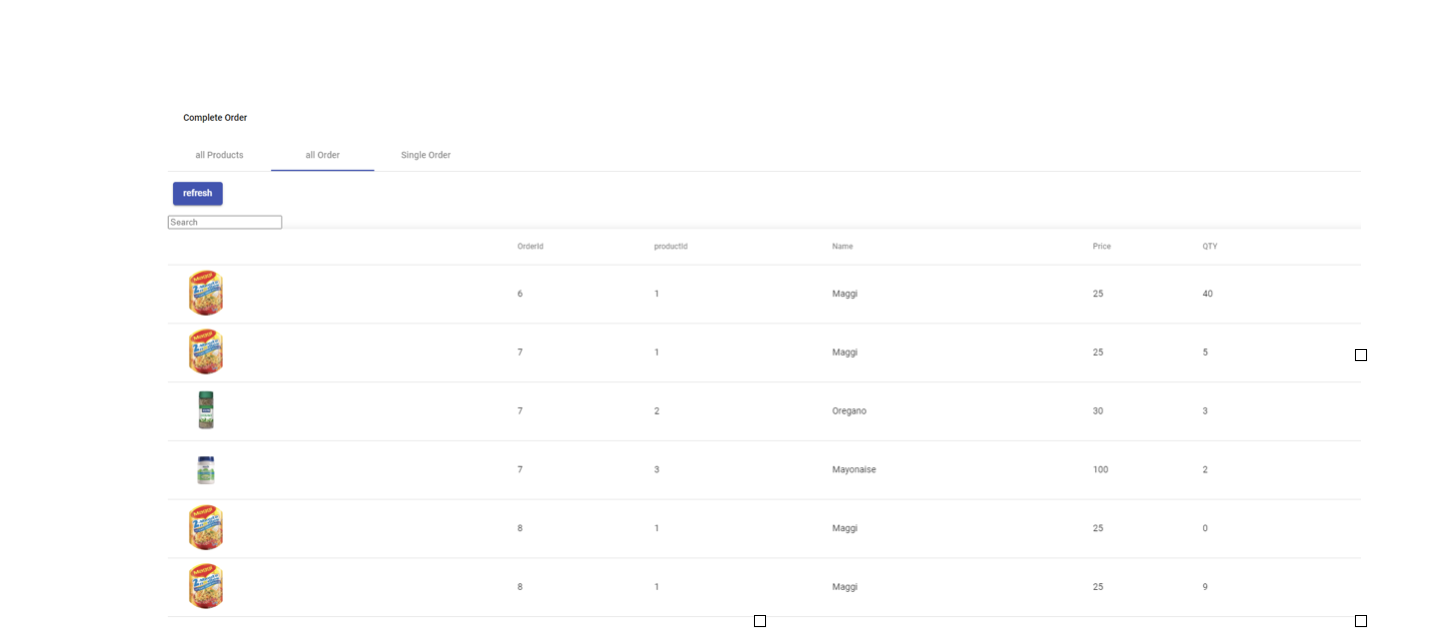 Complete Order
all Products all Order Single Order
refresh
Search
OrderId productId Name Price QTY
6 1 Maggi 25 40
7 1 Maggi 25 5
7 2 Oregano 30 3
7 3 Mayonaise 100 2
8 1 Maggi 25 0
8 1 Maggi 25 9